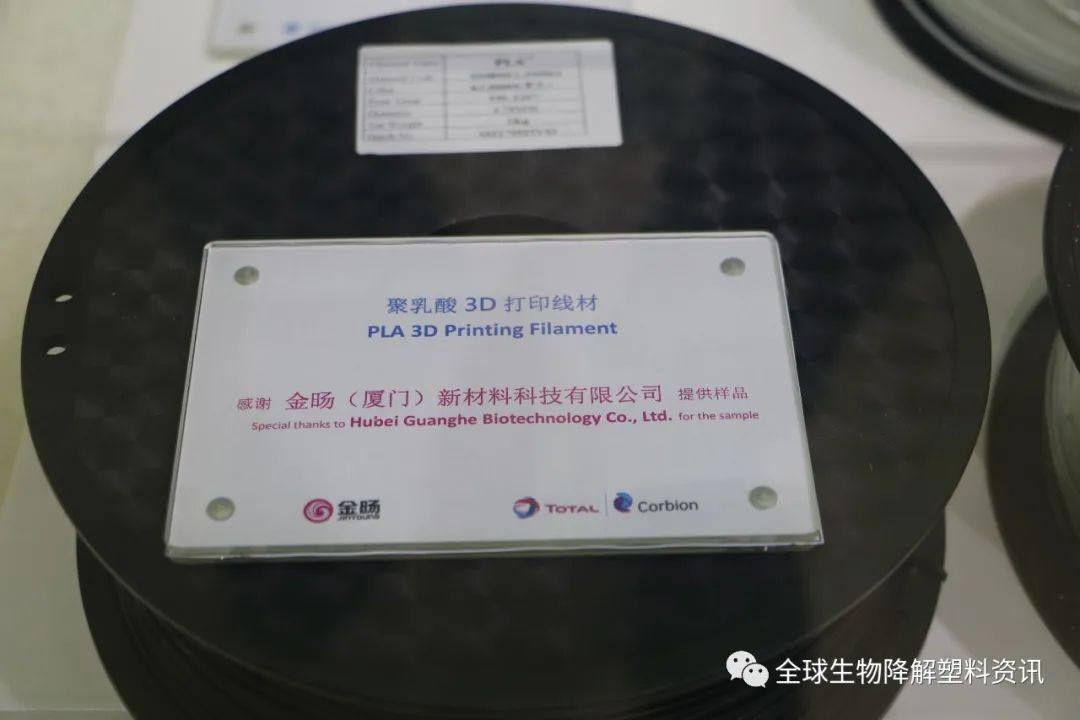 PLA
聚乳酸 3D 打印线材
PLA 3D Printing Filament
感谢 金旸（厦门）新材料科技有限公司 提供样品
Special thanks to Hubei Guanghe Biotechnology Co., Ltd. for the sample
金旸
JINYOUNG
TOTAL
Corbion
全球生物降解塑料资讯